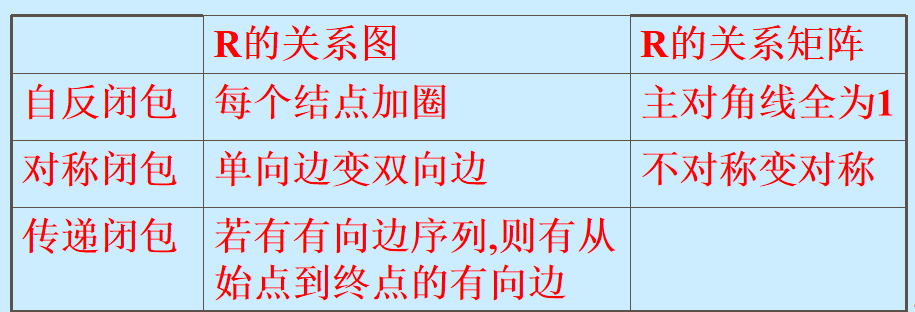 R的关系图 R的关系矩阵
自反闭包 每个结点加圈 主对角线全为1
对称闭包 单向边变双向边 不对称变对称
传递闭包 若有有向边序列,则有从
始点到终点的有向边